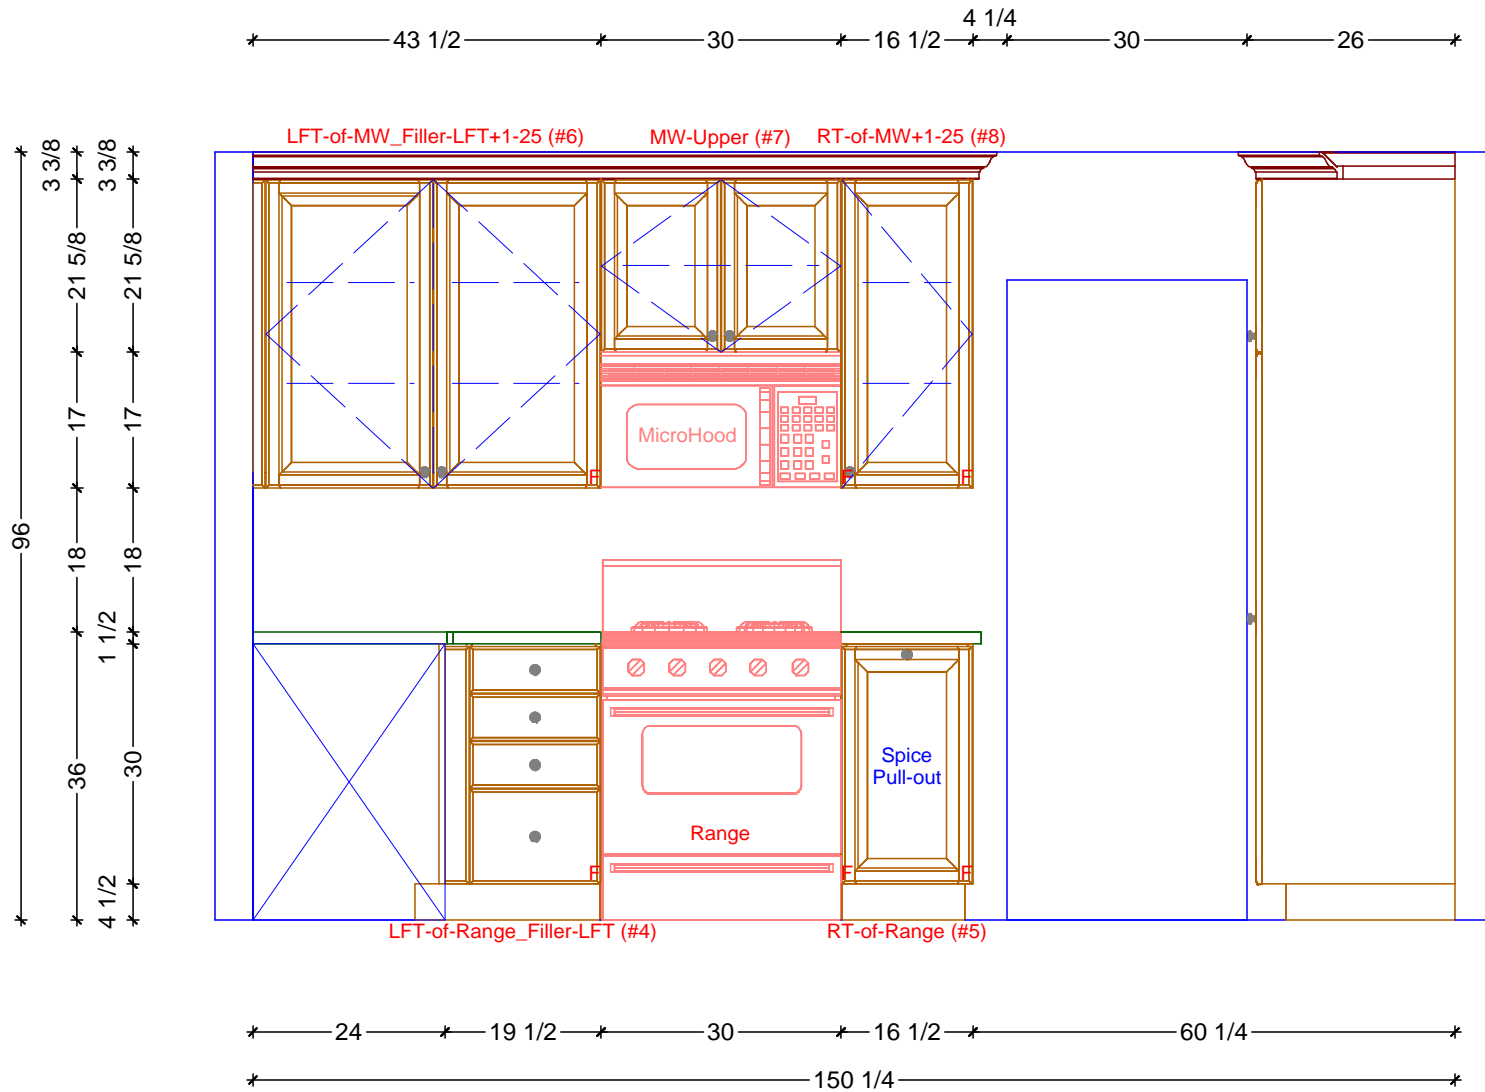 4 1/4
43 1/2 30 16 1/2 30 26
LFT-of-MW_Filler-LFT+1-25 (#6) MW-Upper (#7) RT-of-MW+1-25 (#8)
3 3/8 3 3/8
21 5/8 21 5/8
17 17
MicroHood
F F F
96
18 18
1 1/2
36 30
Spice
Pull-out
Range
F F F
4 1/2
LFT-of-Range_Filler-LFT (#4) RT-of-Range (#5)
24 19 1/2 30 16 1/2 60 1/4
150 1/4